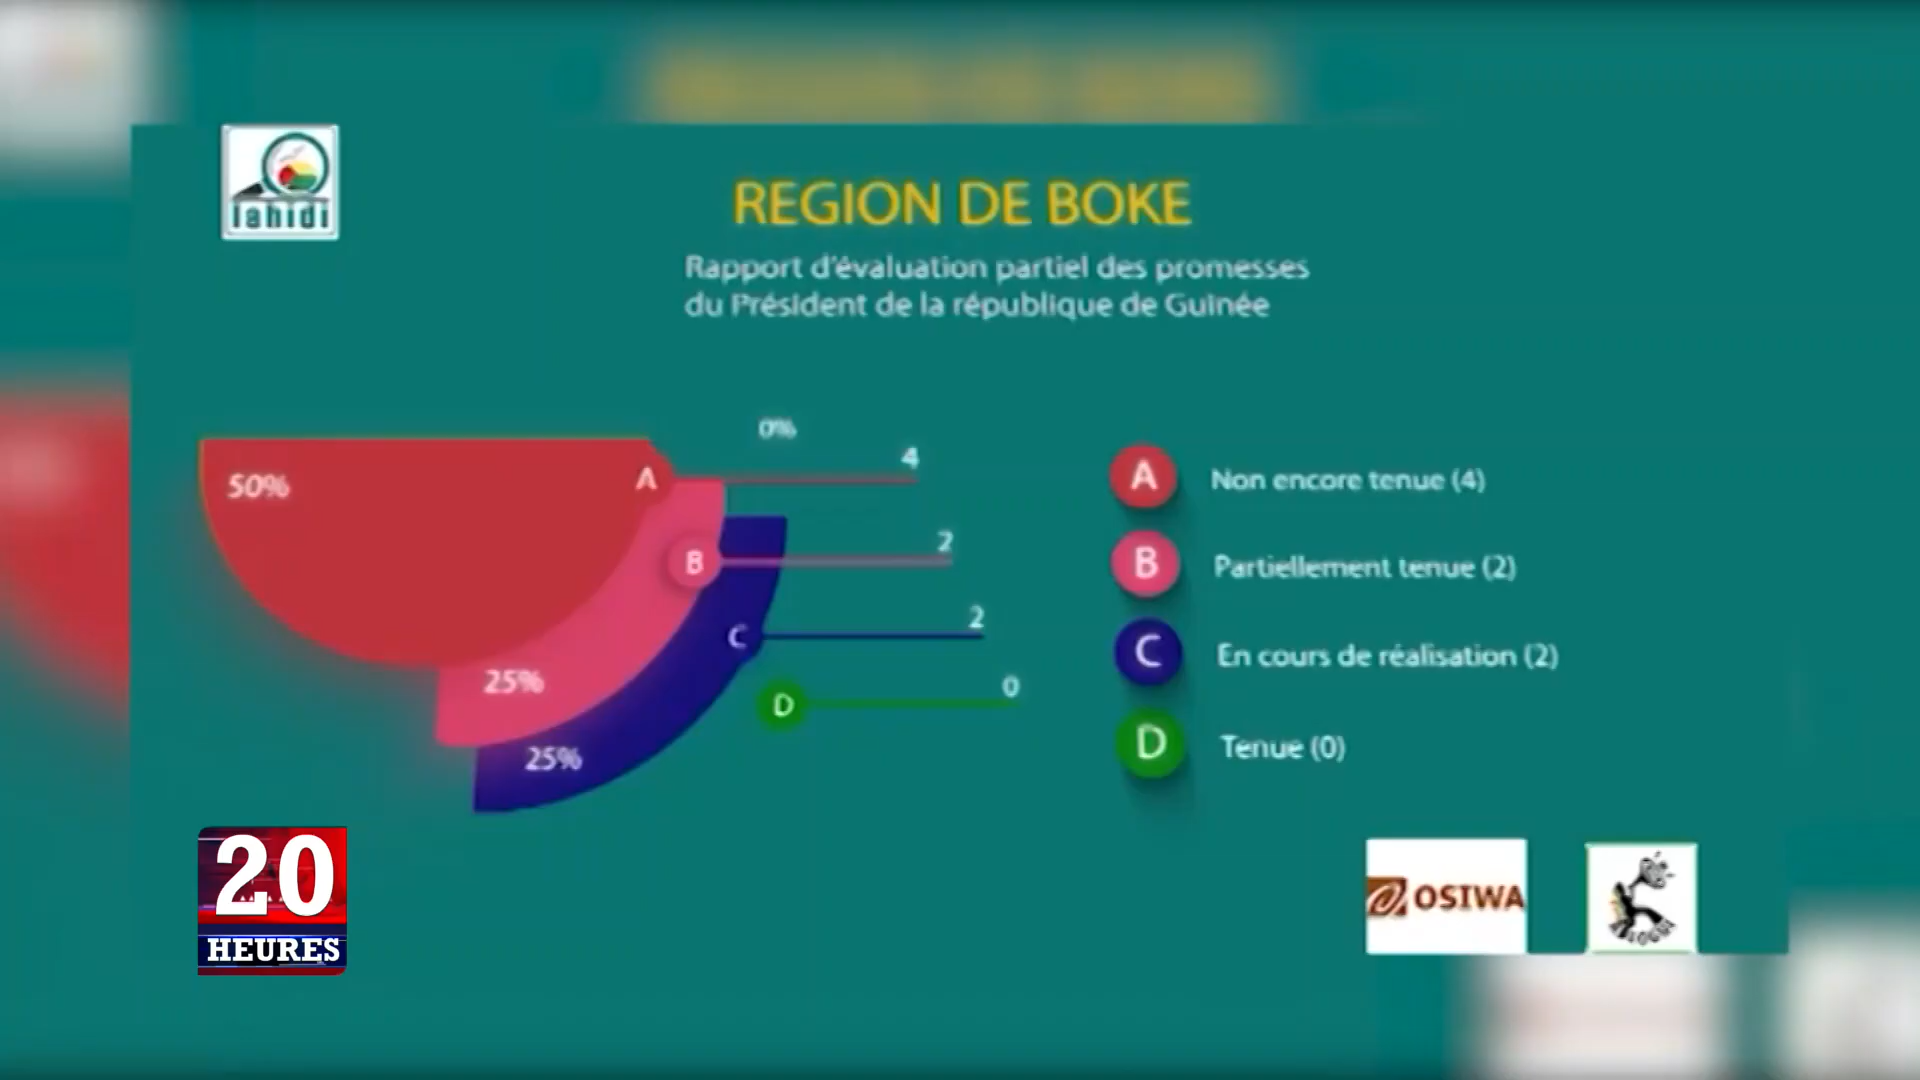 lahidi
REGION DE BOKE
Rapport d'évaluation partiel des promesses
du Président de la république de Guinée
0%
50%
A
4
B
2
25%
C
2
25%
D
0
A Non encore tenue (4)
B Partiellement tenue (2)
C En cours de réalisation (2)
D Tenue (0)
20
HEURES
OSIWA